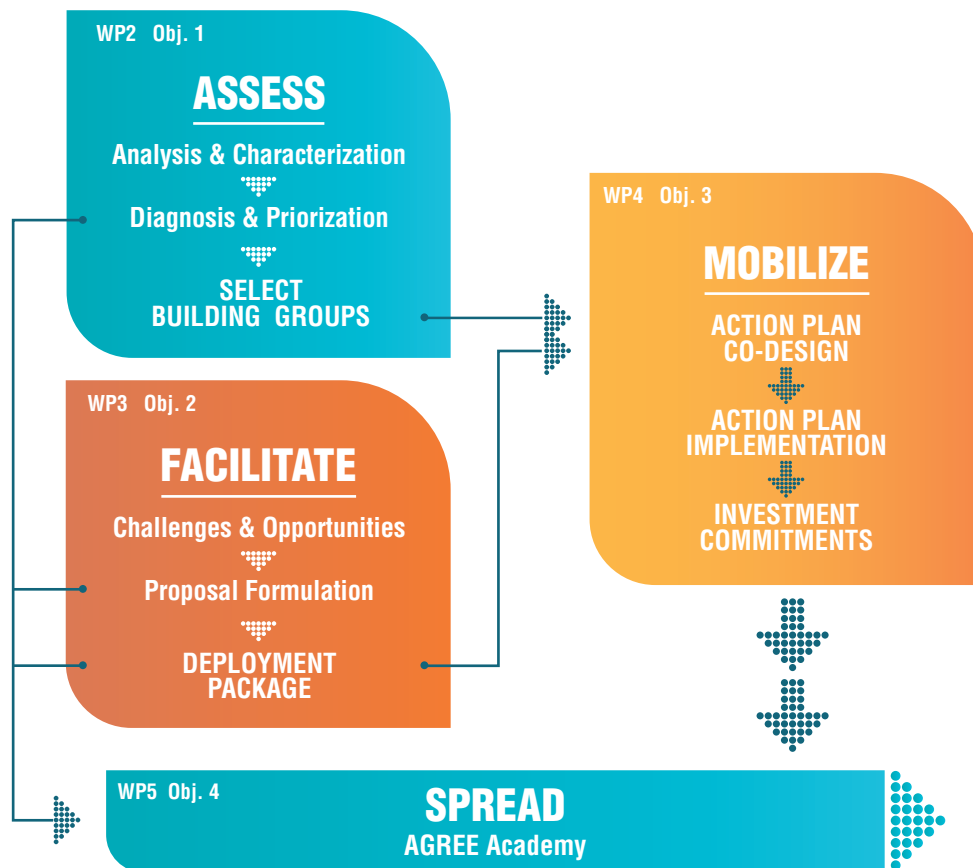 WP2 Obj. 1
ASSESS
Analysis & Characterization
Diagnosis & Priorization
SELECT
BUILDING GROUPS
WP3 Obj. 2
FACILITATE
Challenges & Opportunities
Proposal Formulation
DEPLOYMENT
PACKAGE
WP4 Obj. 3
MOBILIZE
ACTION PLAN
CO-DESIGN
ACTION PLAN
IMPLEMENTATION
INVESTMENT
COMMITMENTS
WP5 Obj. 4
SPREAD
AGREE Academy